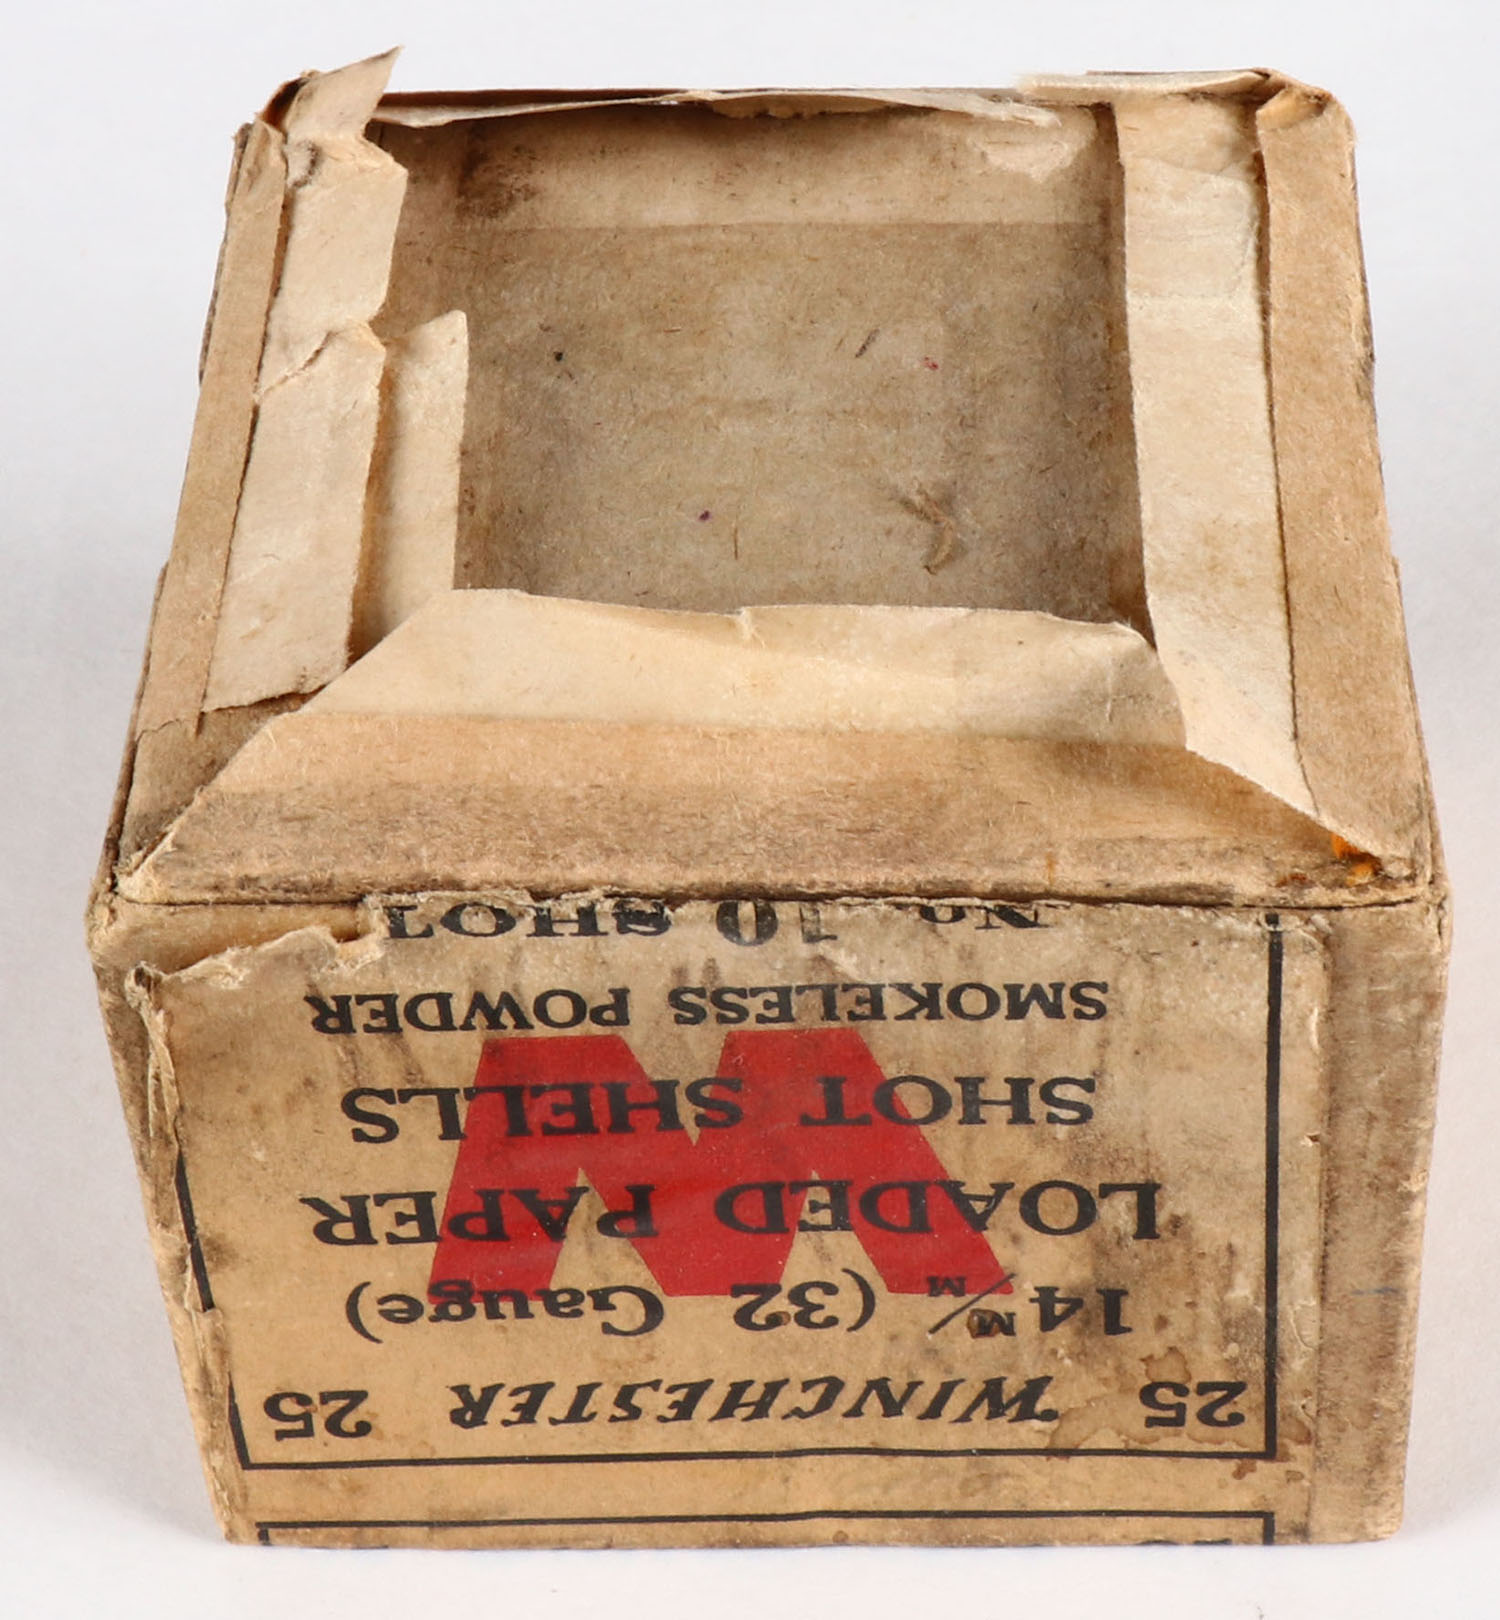 25 WINCHESTER 25
14 M/M (32 Gauge)
LOADED PAPER
SHOT SHELLS
W
SMOKELESS POWDER
No. 10 SHOT